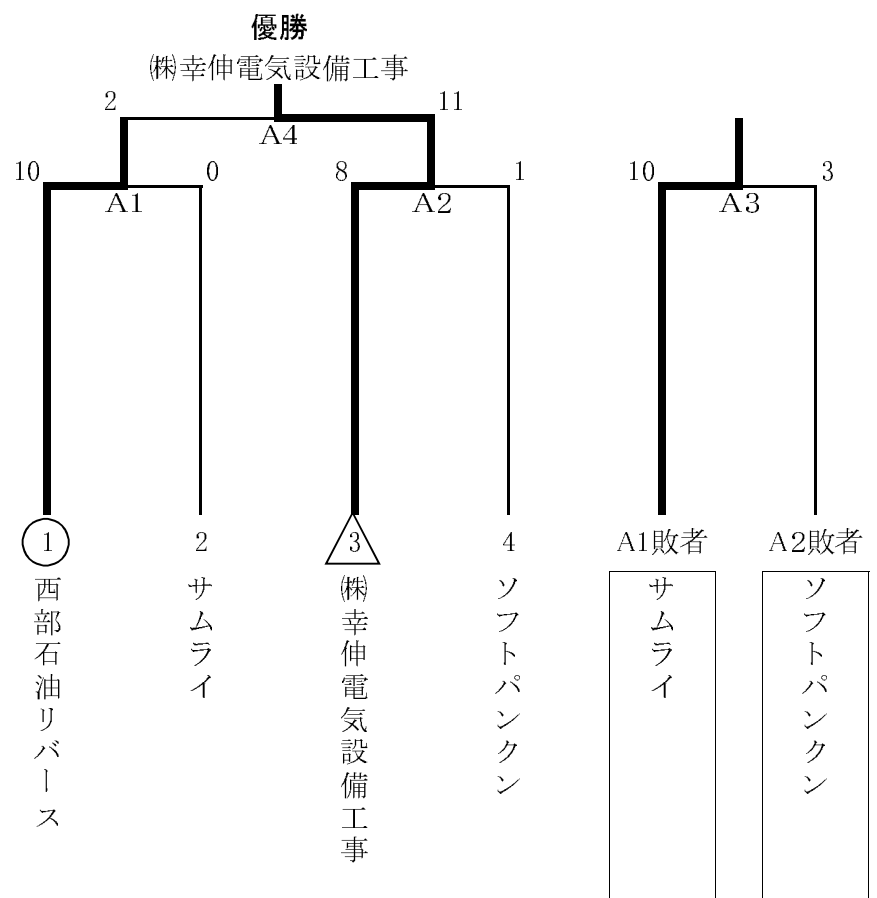 優勝
㈱幸伸電気設備工事
2
11
A4
10
0
8
1
10
3
A1
A2
A3
1
2
3
4
A1敗者
A2敗者
西部石油リバース
サムライ
㈱幸伸電気設備工事
ソフトパンクン
サムライ
ソフトパンクン